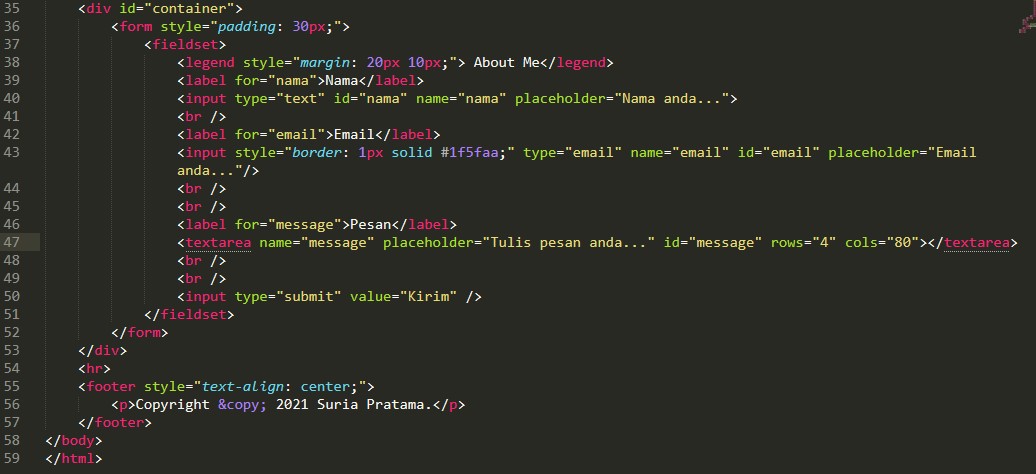 35 <div id="container">
36 <form style="padding: 30px;">
37 <fieldset>
38 <legend style="margin: 20px 10px;"> About Me</legend>
39 <label for="nama">Nama</label>
40 <input type="text" id="nama" name="nama" placeholder="Nama anda...">
41 <br />
42 <label for="email">Email</label>
43 <input style="border: 1px solid #1f5faa;" type="email" name="email" id="email" placeholder="Email
anda..."/>
44 <br />
45 <br />
46 <label for="message">Pesan</label>
47 <textarea name="message" placeholder="Tulis pesan anda..." id="message" rows="4" cols="80"></textarea>
48 <br />
49 <br />
50 <input type="submit" value="Kirim" />
51 </fieldset>
52 </form>
53 </div>
54 <hr>
55 <footer style="text-align: center;">
56 <p>Copyright &copy; 2021 Suria Pratama.</p>
57 </footer>
58 </body>
59 </html>